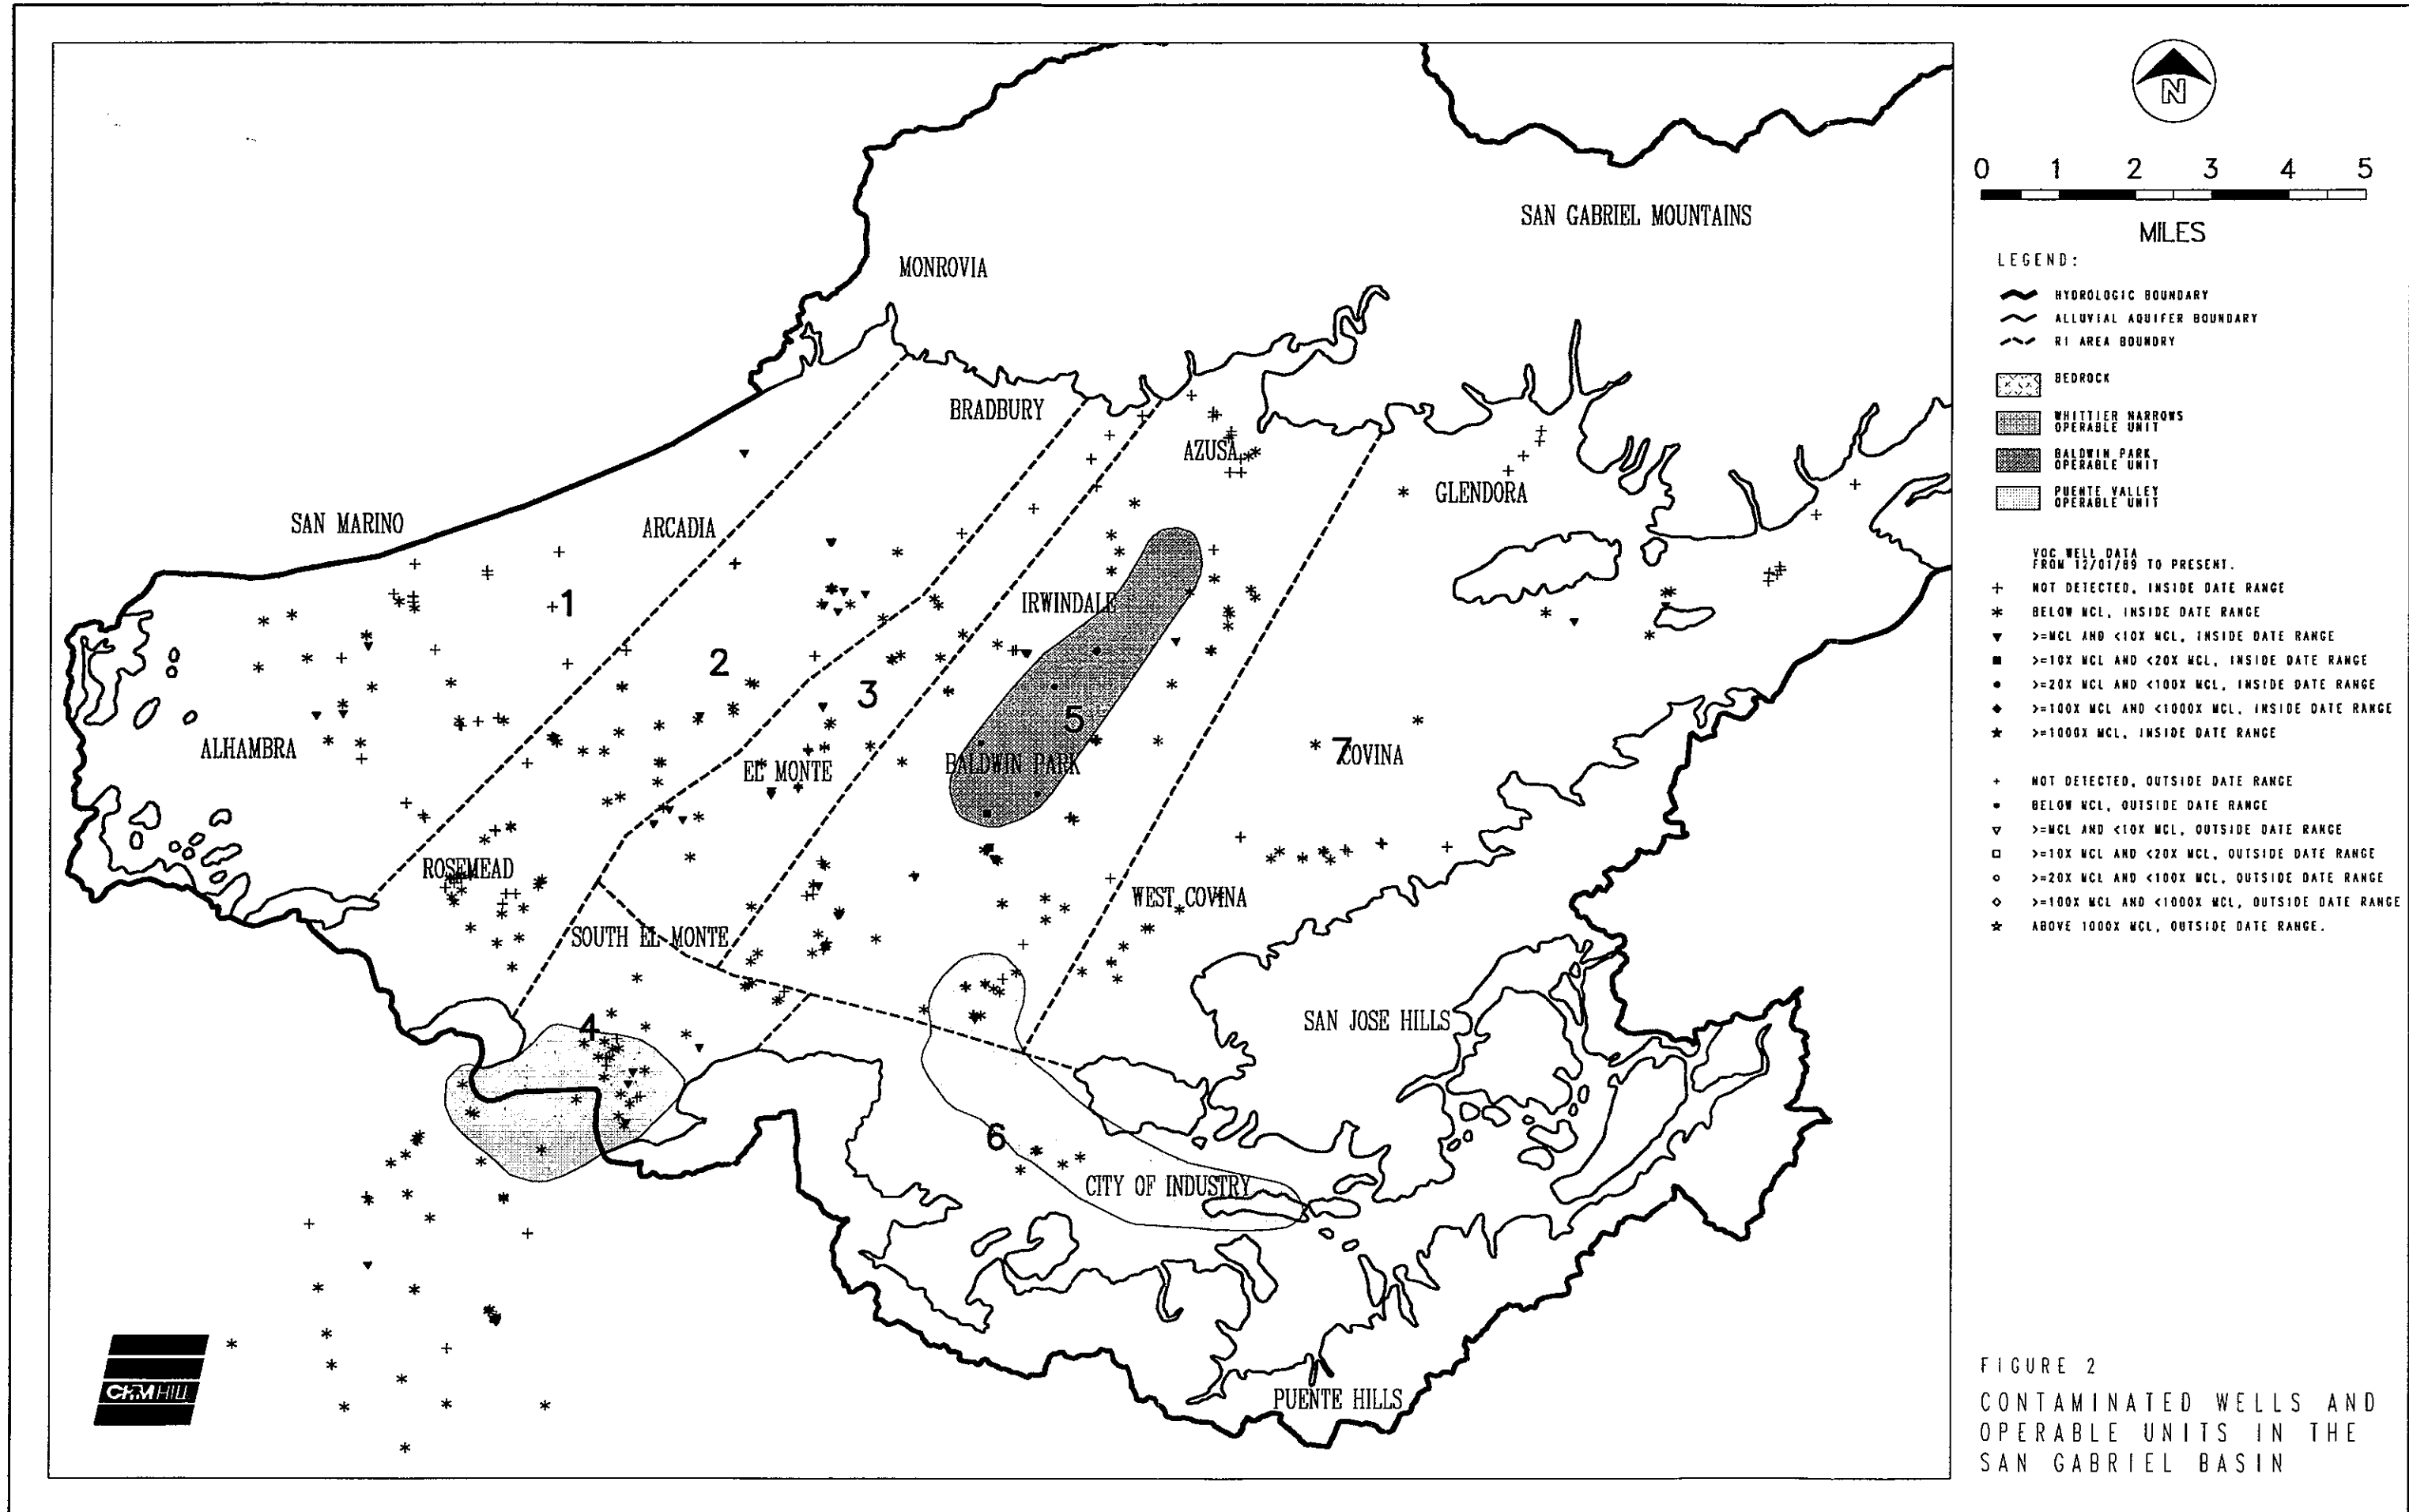 N
0 1 2 3 4 5
MILES
SAN GABRIEL MOUNTAINS
MONROVIA
BRADBURY
AZUSA
GLENDORA
SAN MARINO
ARCADIA
1
IRWINDALE
2
3
5
ALHAMBRA
EL MONTE
BALDWIN PARK
7
COVINA
ROSEMEAD
WEST COVINA
SOUTH EL MONTE
4
SAN JOSE HILLS
6
CITY OF INDUSTRY
PUENTE HILLS
CH2M HILL
LEGEND:
HYDROLOGIC BOUNDARY
ALLUVIAL AQUIFER BOUNDARY
RI AREA BOUNDRY
BEDROCK
WHITTIER NARROWS
OPERABLE UNIT
BALDWIN PARK
OPERABLE UNIT
PUENTE VALLEY
OPERABLE UNIT
VOC WELL DATA
FROM 12/01/89 TO PRESENT.
NOT DETECTED, INSIDE DATE RANGE
BELOW MCL, INSIDE DATE RANGE
>=MCL AND <10X MCL, INSIDE DATE RANGE
>=10X MCL AND <20X MCL, INSIDE DATE RANGE
>=20X MCL AND <100X MCL, INSIDE DATE RANGE
>=100X MCL AND <1000X MCL, INSIDE DATE RANGE
>=1000X MCL, INSIDE DATE RANGE
NOT DETECTED, OUTSIDE DATE RANGE
BELOW MCL, OUTSIDE DATE RANGE
>=MCL AND <10X MCL, OUTSIDE DATE RANGE
>=10X MCL AND <20X MCL, OUTSIDE DATE RANGE
>=20X MCL AND <100X MCL, OUTSIDE DATE RANGE
>=100X MCL AND <1000X MCL, OUTSIDE DATE RANGE
ABOVE 1000X MCL, OUTSIDE DATE RANGE.
FIGURE 2
CONTAMINATED WELLS AND
OPERABLE UNITS IN THE
SAN GABRIEL BASIN